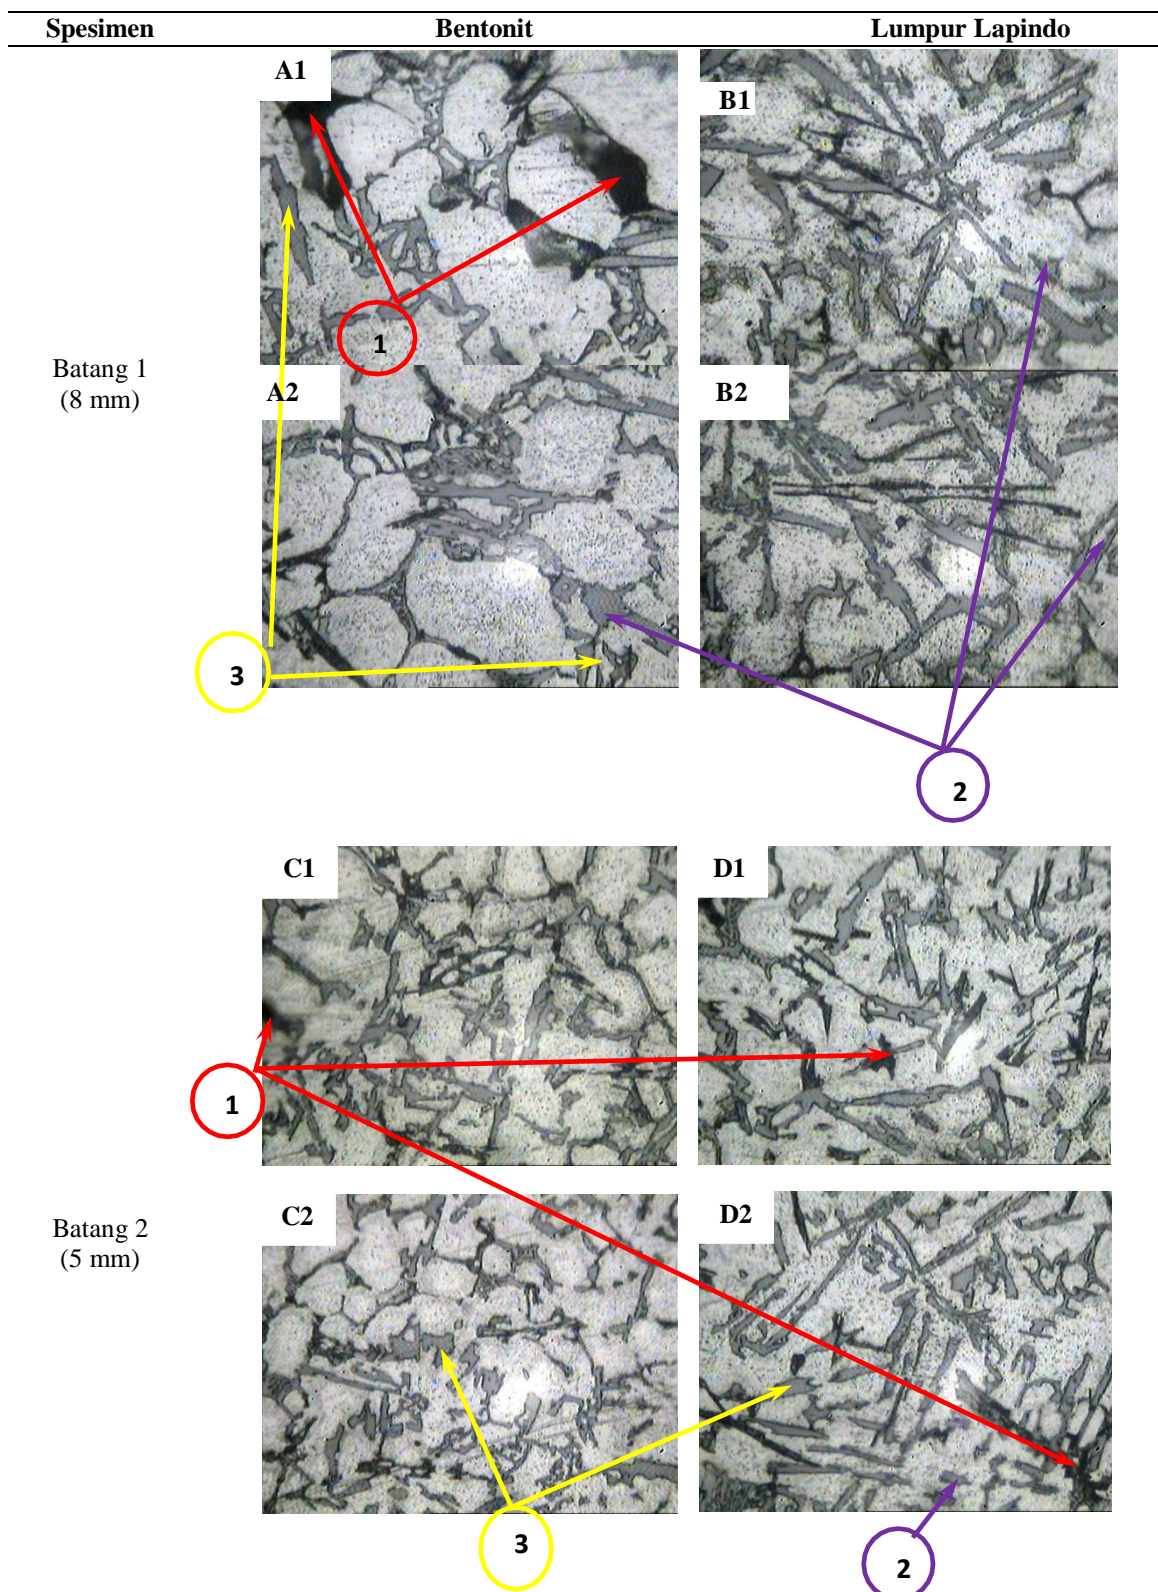 Spesimen Bentonit Lumpur Lapindo
A1
B1
1
Batang 1
(8 mm)
A2
B2
3
2
C1
D1
1
C2
D2
Batang 2
(5 mm)
3
2